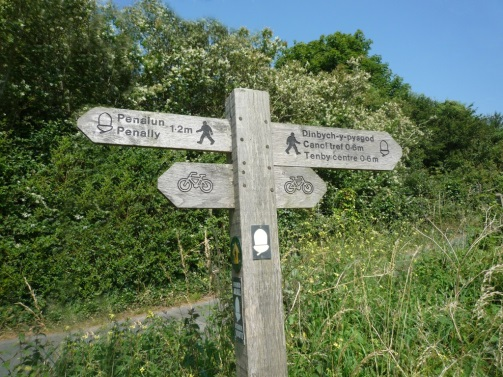 Penalun
Penally 1·2m
Dinbych-y-pysgod
Canol tref 0·6m
Tenby centre 0·6m